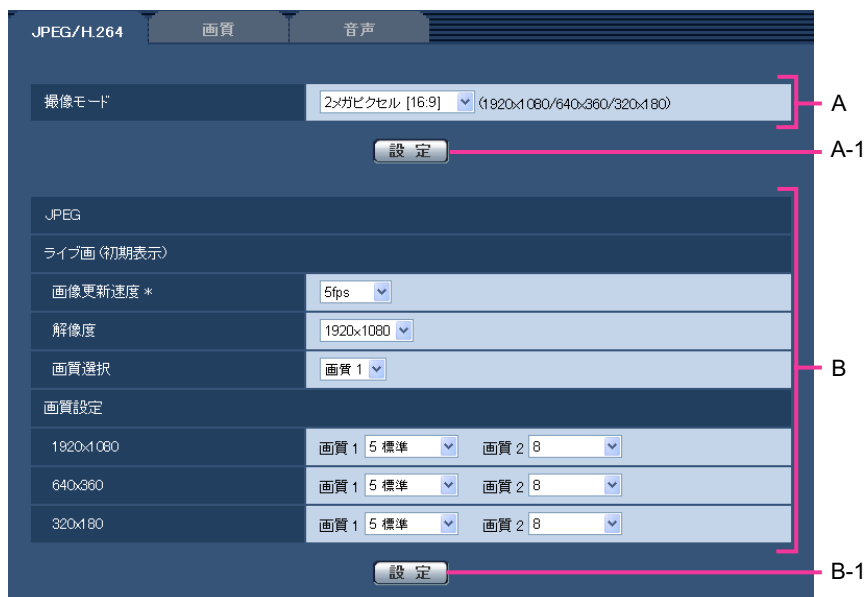 JPEG/H.264 画質 音声
撮像モード 2メガピクセル [16:9] (1920x1080/640x360/320x180) A
設定 A-1
JPEG
ライブ画(初期表示)
画像更新速度 * 5fps
解像度 1920x1080
画質選択 画質 1 B
画質設定
1920x1080 画質 1 5 標準 画質 2 8
640x360 画質 1 5 標準 画質 2 8
320x180 画質 1 5 標準 画質 2 8
設定 B-1